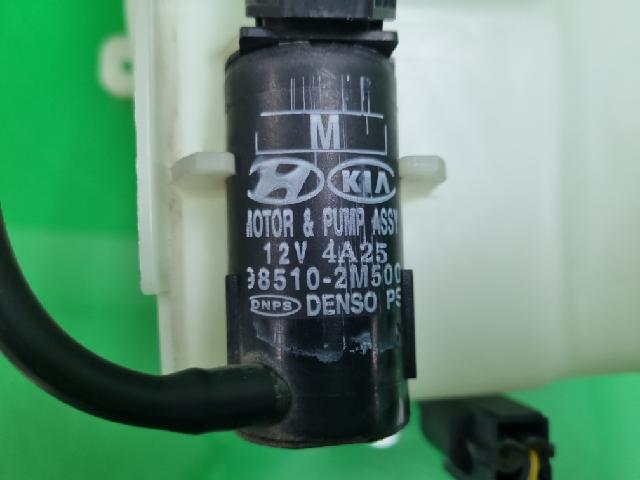 M
H KIA
MOTOR & PUMP ASSY
12V 4A25
98510-2M500
DNPS DENSO PS